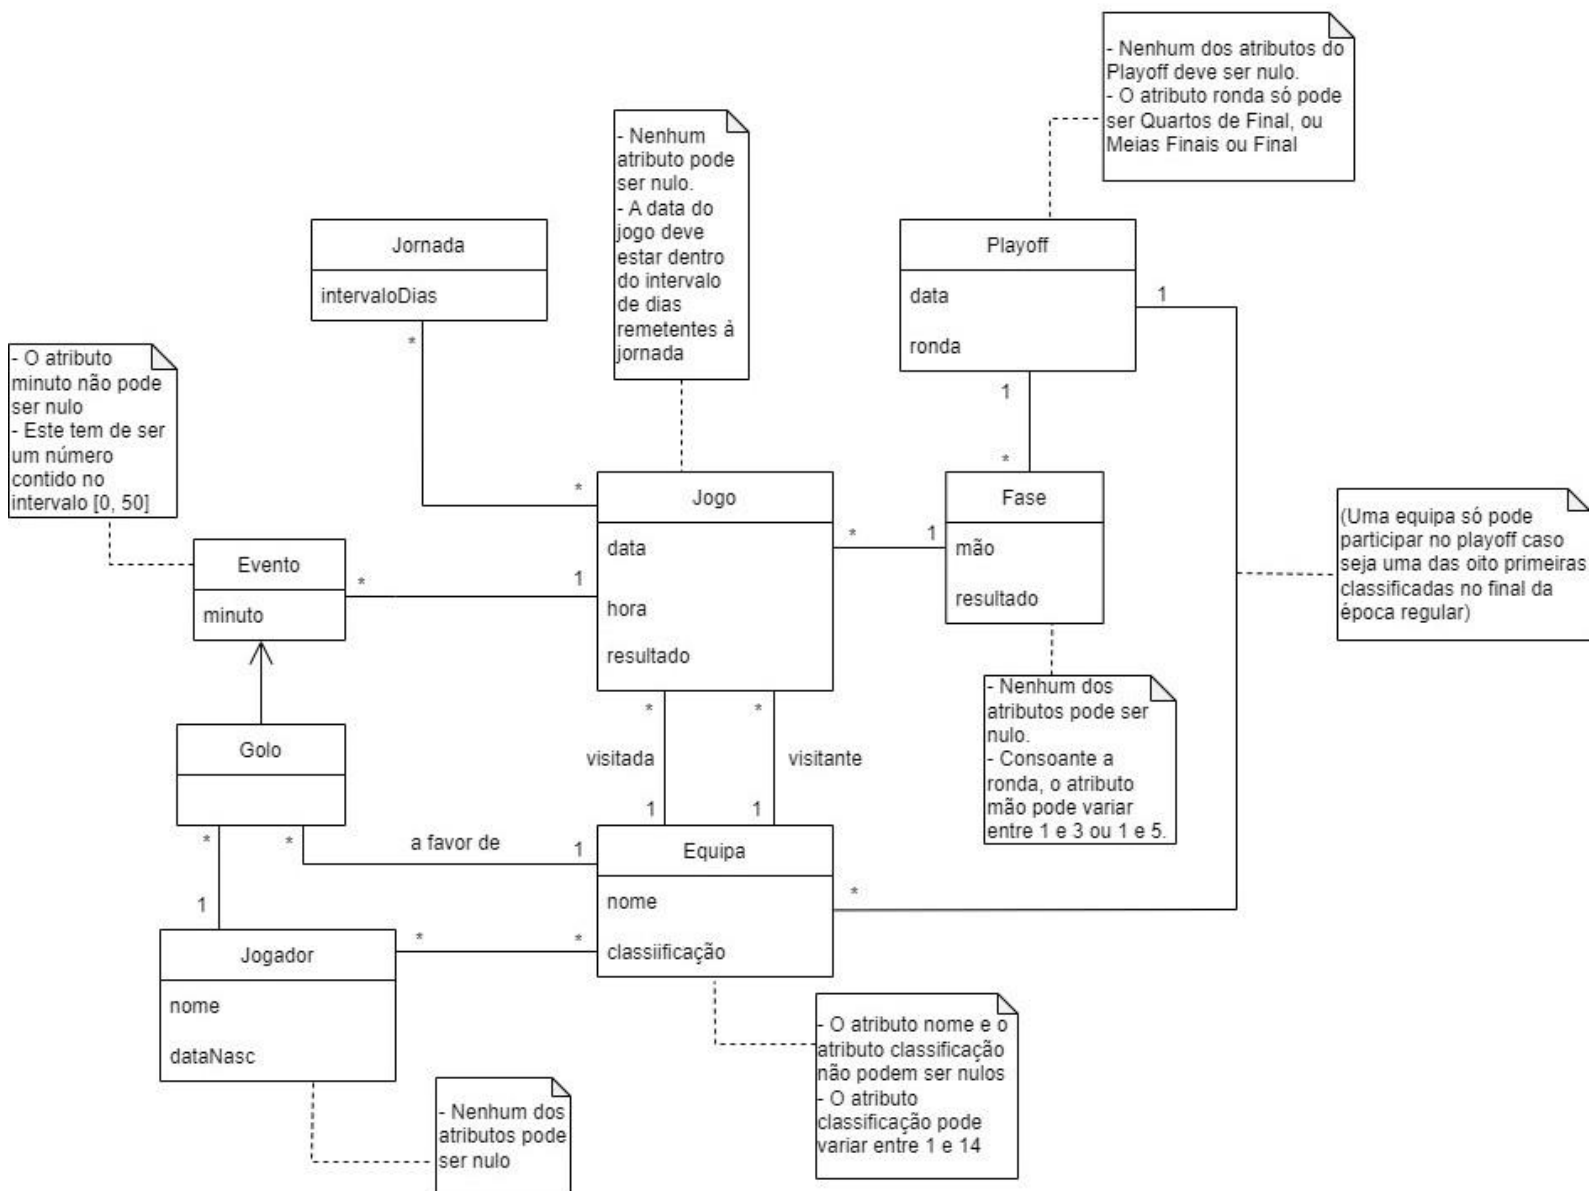 - Nenhum dos atributos do
Playoff deve ser nulo.
- O atributo ronda só pode
ser Quartos de Final, ou
Meias Finais ou Final
- Nenhum
atributo pode
ser nulo.
- A data do
jogo deve
estar dentro
do intervalo
de dias
remetentes à
jornada
Jornada
intervaloDias
*
Playoff
data
ronda
1
1
- O atributo
minuto não pode
ser nulo
- Este tem de ser
um número
contido no
intervalo [0, 50]
Evento
minuto
*
1
*
Jogo
data
hora
resultado
*
1
*
Fase
mão
resultado
(Uma equipa só pode
participar no playoff caso
seja uma das oito primeiras
classificadas no final da
época regular)
- Nenhum dos
atributos pode ser
nulo.
- Consoante a
ronda, o atributo
mão pode variar
entre 1 e 3 ou 1 e 5.
*
*
visitada
visitante
1
1
Golo
*
*
a favor de
1
1
Equipa
nome
classiificação
*
*
*
Jogador
nome
dataNasc
- O atributo nome e o
atributo classificação
não podem ser nulos
- O atributo
classificação pode
variar entre 1 e 14
- Nenhum dos
atributos pode
ser nulo